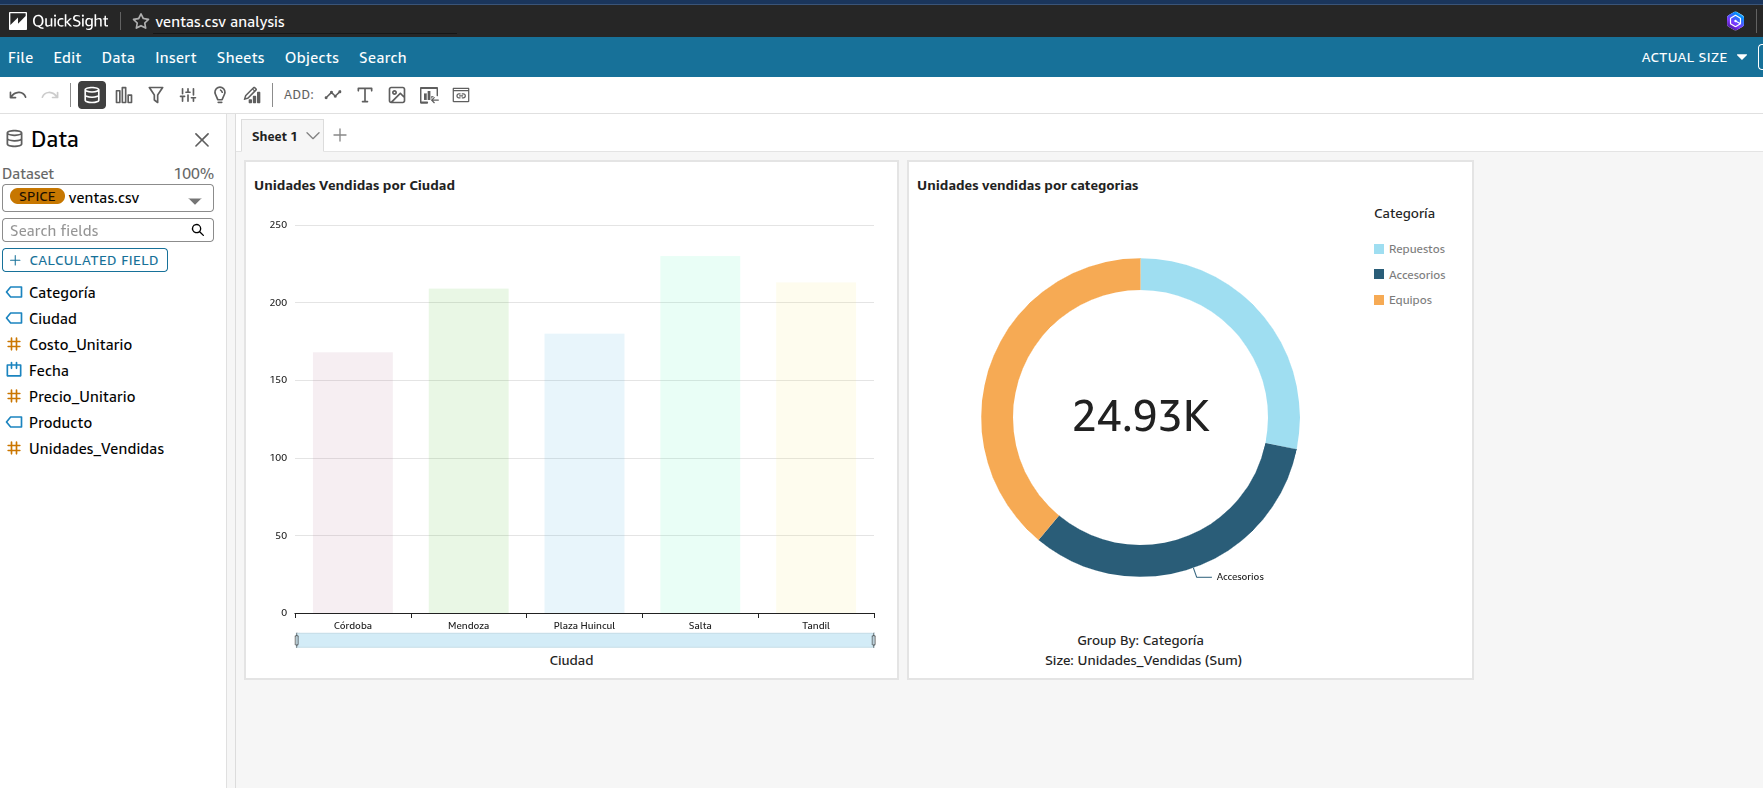 QuickSight
ventas.csv analysis
File Edit Data Insert Sheets Objects Search
ACTUAL SIZE
ADD:
Data
Dataset 100%
SPICE ventas.csv
Search fields
+ CALCULATED FIELD
Categoría
Ciudad
Costo_Unitario
Fecha
Precio_Unitario
Producto
Unidades_Vendidas
Sheet 1
Unidades Vendidas por Ciudad
250
200
150
100
50
0
Córdoba Mendoza Plaza Huincul Salta Tandil
Ciudad
Unidades vendidas por categorias
Categoría
Repuestos
Accesorios
Equipos
24.93K
Accesorios
Group By: Categoría
Size: Unidades_Vendidas (Sum)